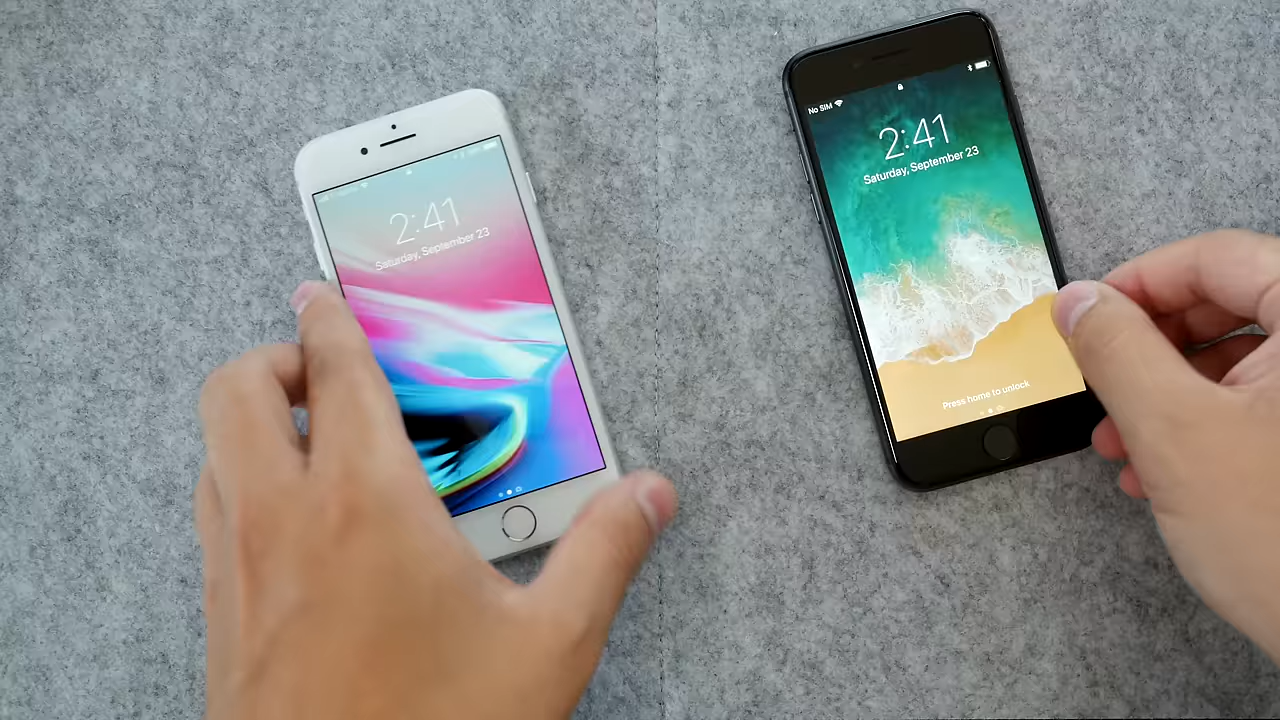 2:41
Saturday, September 23
No SIM
2:41
Saturday, September 23
Press home to unlock